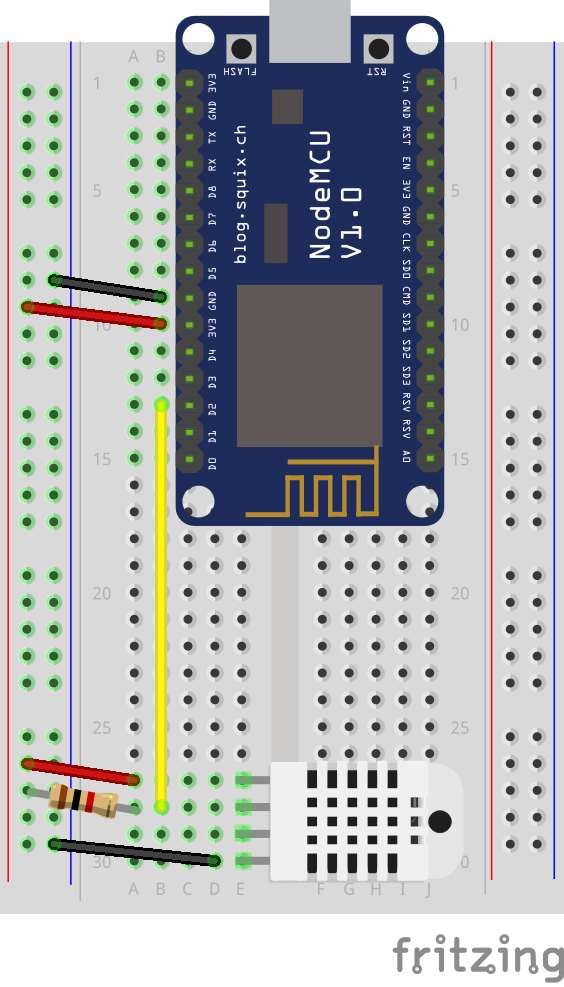 A B
FLASH
RST
1
5
10
15
20
25
30
3V3
GND
TX
RX
D8
D7
D6
D5
GND
3V3
D4
D3
D2
D1
D0
blog.squix.ch
NodeMCU
V1.0
Vin
GND
RST
EN
3V3
GND
CLK
SD0
CMD
SD1
SD2
SD3
RSV
RSV
A0
1
5
10
15
20
25
0
A B C D E
F G H I J
fritzing